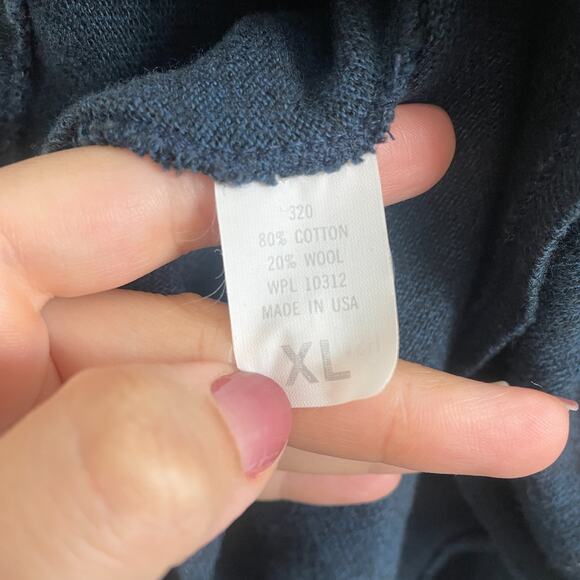 320
80% COTTON
20% WOOL
WPL 10312
MADE IN USA
XL